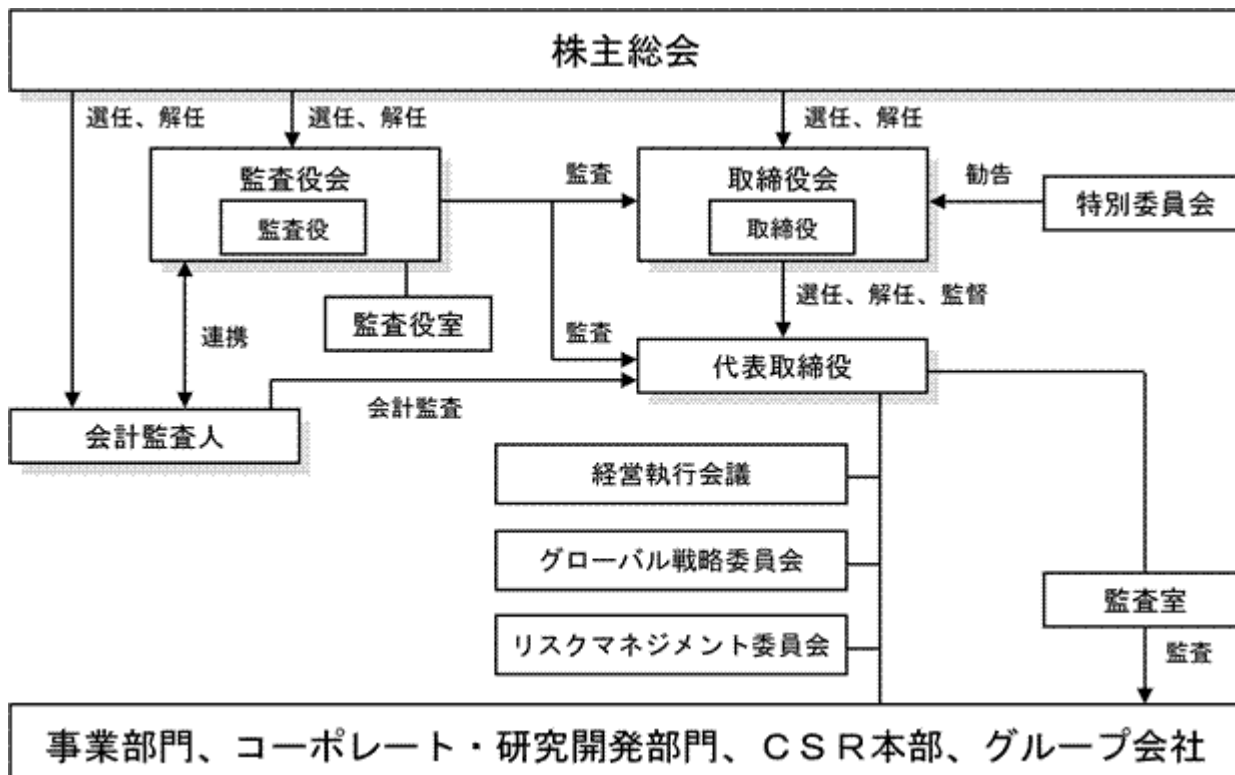 株主総会
選任、解任
選任、解任
選任、解任
監査役会
監査役
監査
取締役会
取締役
勧告
特別委員会
選任、解任、監督
監査役室
連携
監査
代表取締役
会計監査
会計監査人
経営執行会議
グローバル戦略委員会
監査室
リスクマネジメント委員会
監査
事業部門、コーポレート・研究開発部門、ＣＳＲ本部、グループ会社